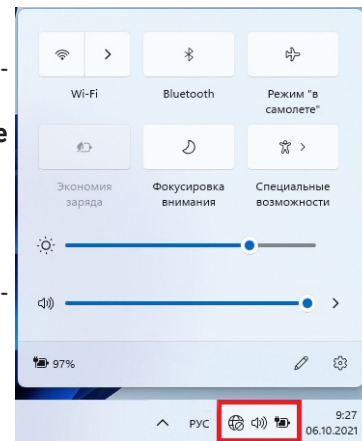 -
Wi-Fi Bluetooth Режим "в
самолете"
е
Экономия Фокусировка Специальные
заряда внимания возможности
-
97%
РУС 9:27
06.10.2021